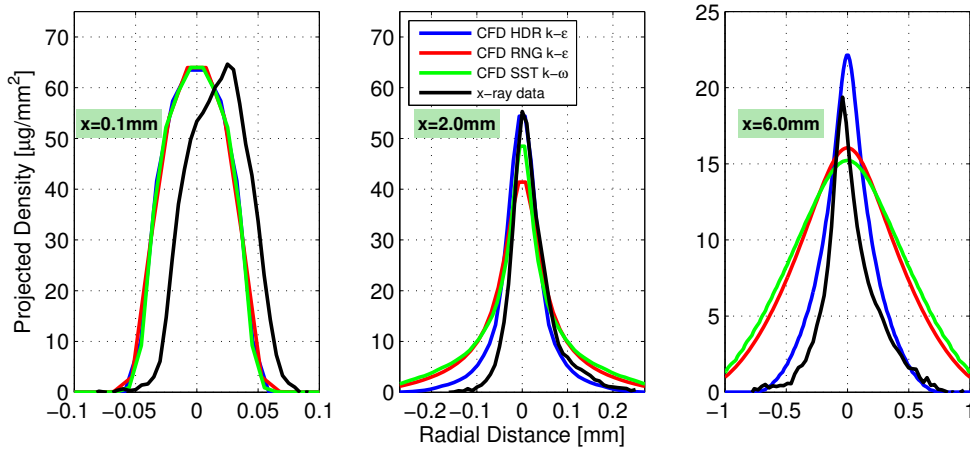 Projected Density [µg/mm²]
70
60
50
40
30
20
10
0
x=0.1mm
−0.1 −0.05 0 0.05 0.1
70
60
50
40
30
20
10
0
CFD HDR k−ε
CFD RNG k−ε
CFD SST k−ω
x−ray data
x=2.0mm
−0.2 −0.1 0 0.1 0.2
Radial Distance [mm]
25
20
15
10
5
0
x=6.0mm
−1 −0.5 0 0.5 1